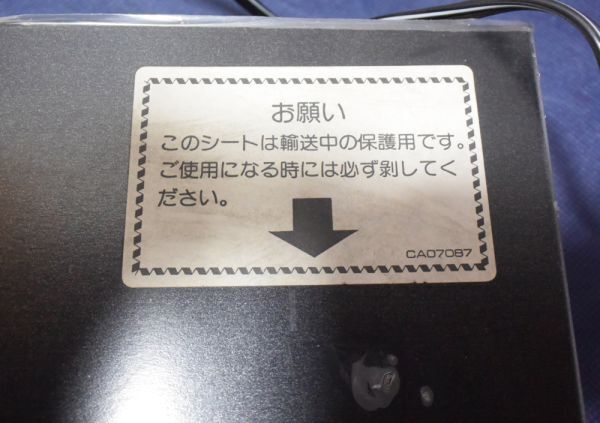 お願い
このシートは輸送中の保護用です。
ご使用になる時には必ず剥してく
ださい。
CA07087